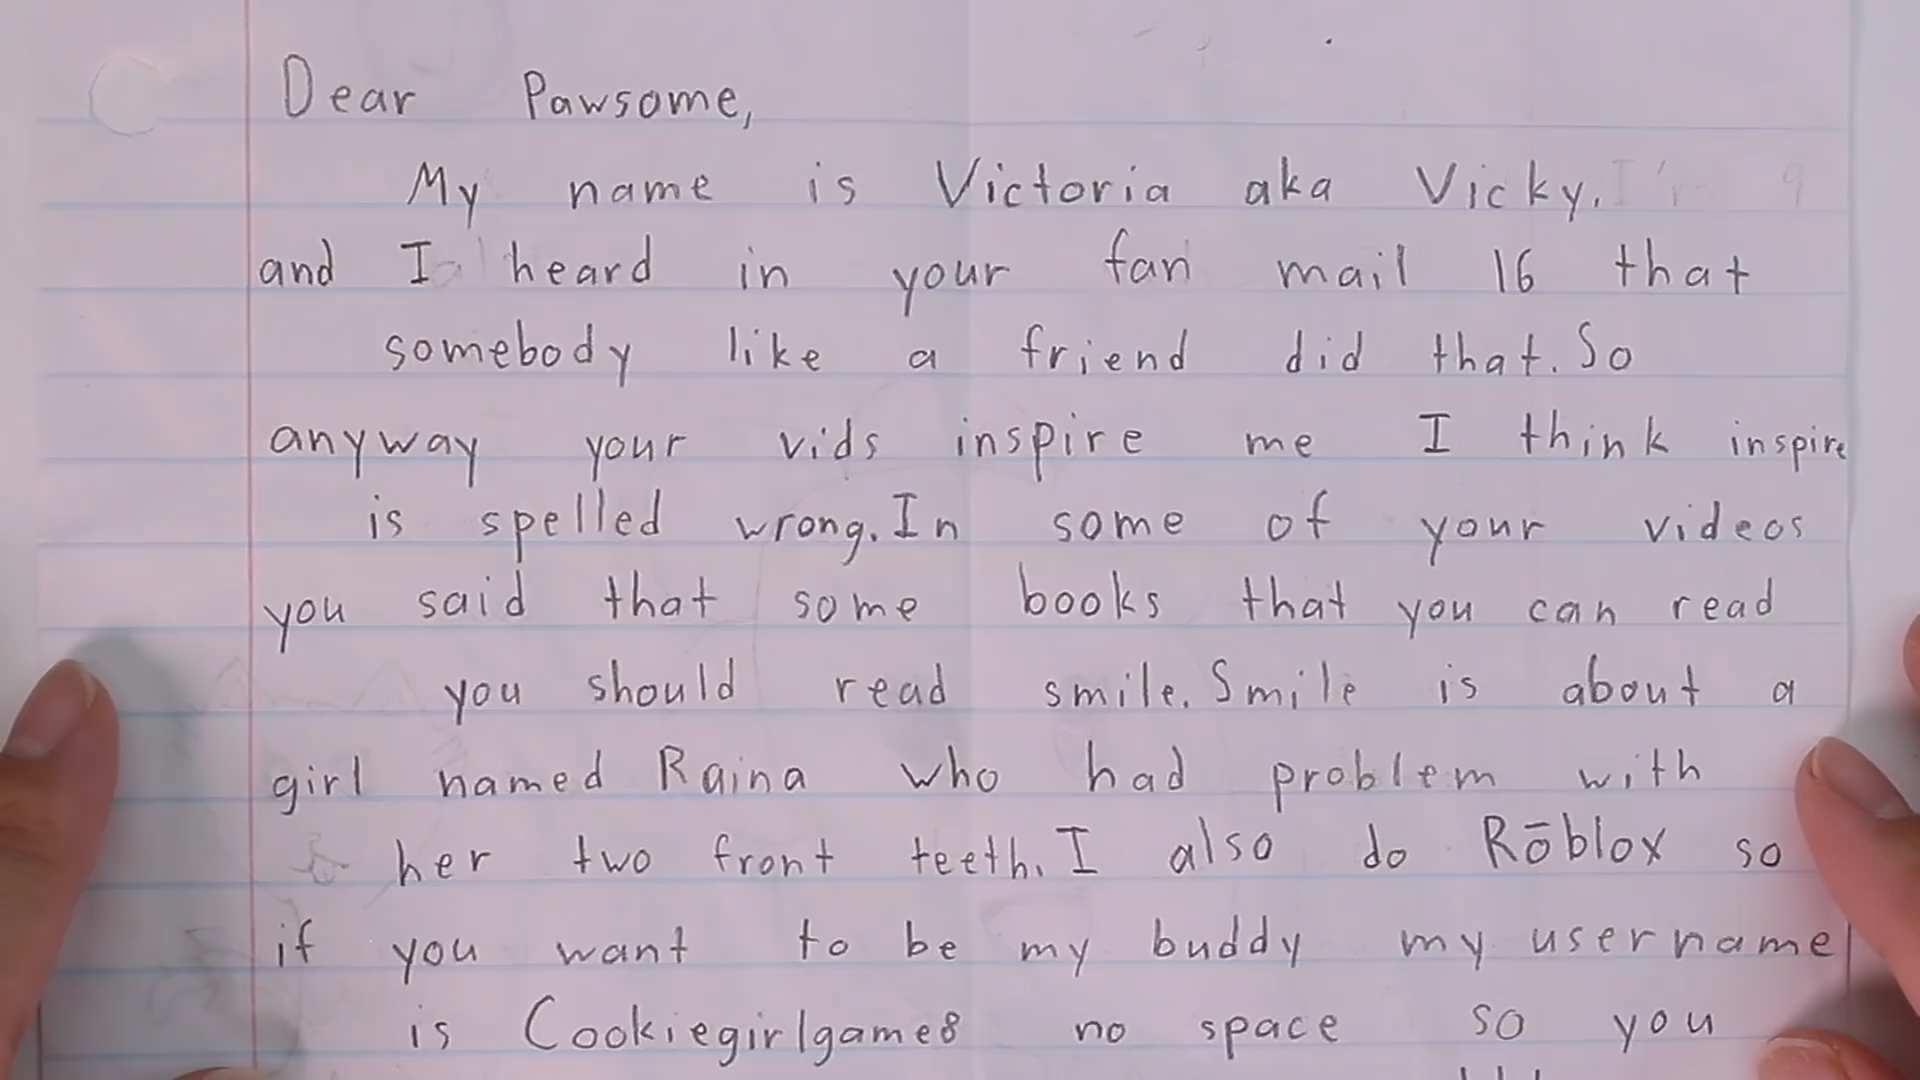 Dear Pawsome,
My name is Victoria aka Vicky. I'm 9
and I heard in your fan mail 16 that
somebody like a friend did that. So
anyway your vids inspire me I think inspire
is spelled wrong. In some of your videos
you said that some books that you can read
you should read smile. Smile is about a
girl named Raina who had problem with
her two front teeth. I also do Rōblox so
if you want to be my buddy my username
is Cookiegirlgame8 no space so you